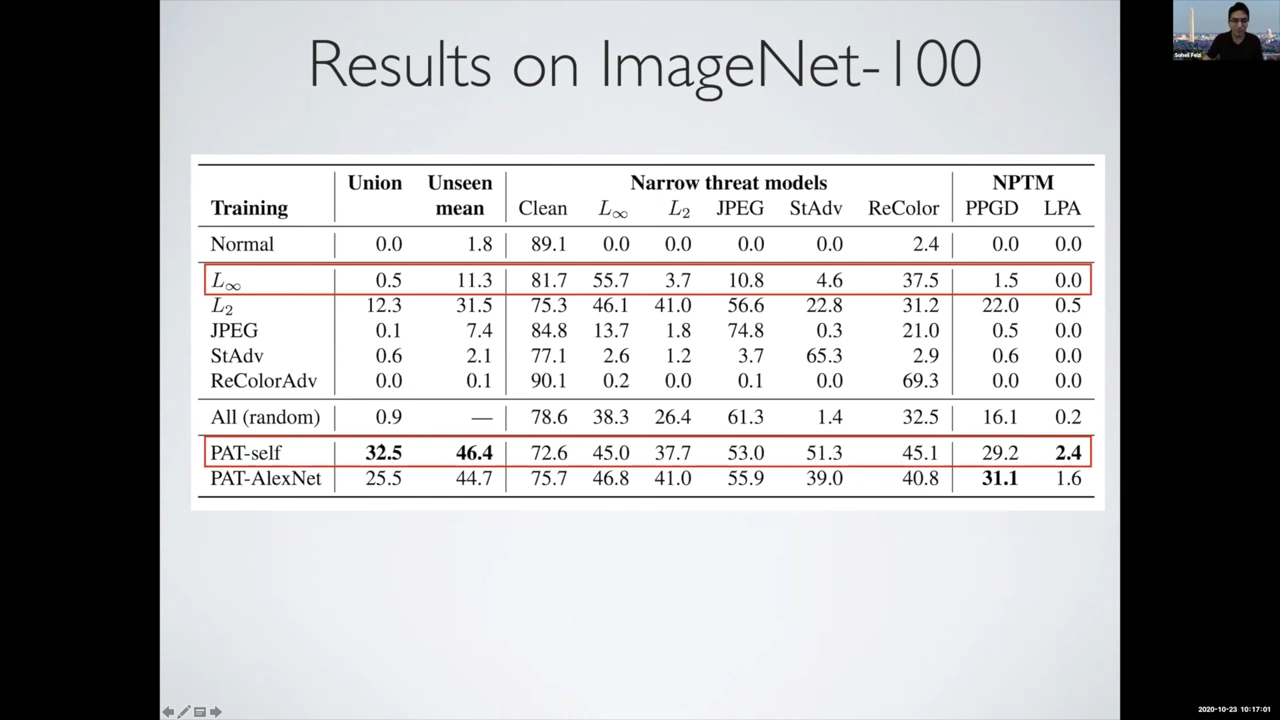 Results on ImageNet-100
Union Unseen Narrow threat models NPTM
Training mean Clean L∞ L2 JPEG StAdv ReColor PPGD LPA
Normal 0.0 1.8 89.1 0.0 0.0 0.0 0.0 2.4 0.0 0.0
L∞ 0.5 11.3 81.7 55.7 3.7 10.8 4.6 37.5 1.5 0.0
L2 12.3 31.5 75.3 46.1 41.0 56.6 22.8 31.2 22.0 0.5
JPEG 0.1 7.4 84.8 13.7 1.8 74.8 0.3 21.0 0.5 0.0
StAdv 0.6 2.1 77.1 2.6 1.2 3.7 65.3 2.9 0.6 0.0
ReColorAdv 0.0 0.1 90.1 0.2 0.0 0.1 0.0 69.3 0.0 0.0
All (random) 0.9 — 78.6 38.3 26.4 61.3 1.4 32.5 16.1 0.2
PAT-self 32.5 46.4 72.6 45.0 37.7 53.0 51.3 45.1 29.2 2.4
PAT-AlexNet 25.5 44.7 75.7 46.8 41.0 55.9 39.0 40.8 31.1 1.6
Soheil Feizi
2020-10-23 10:17:01